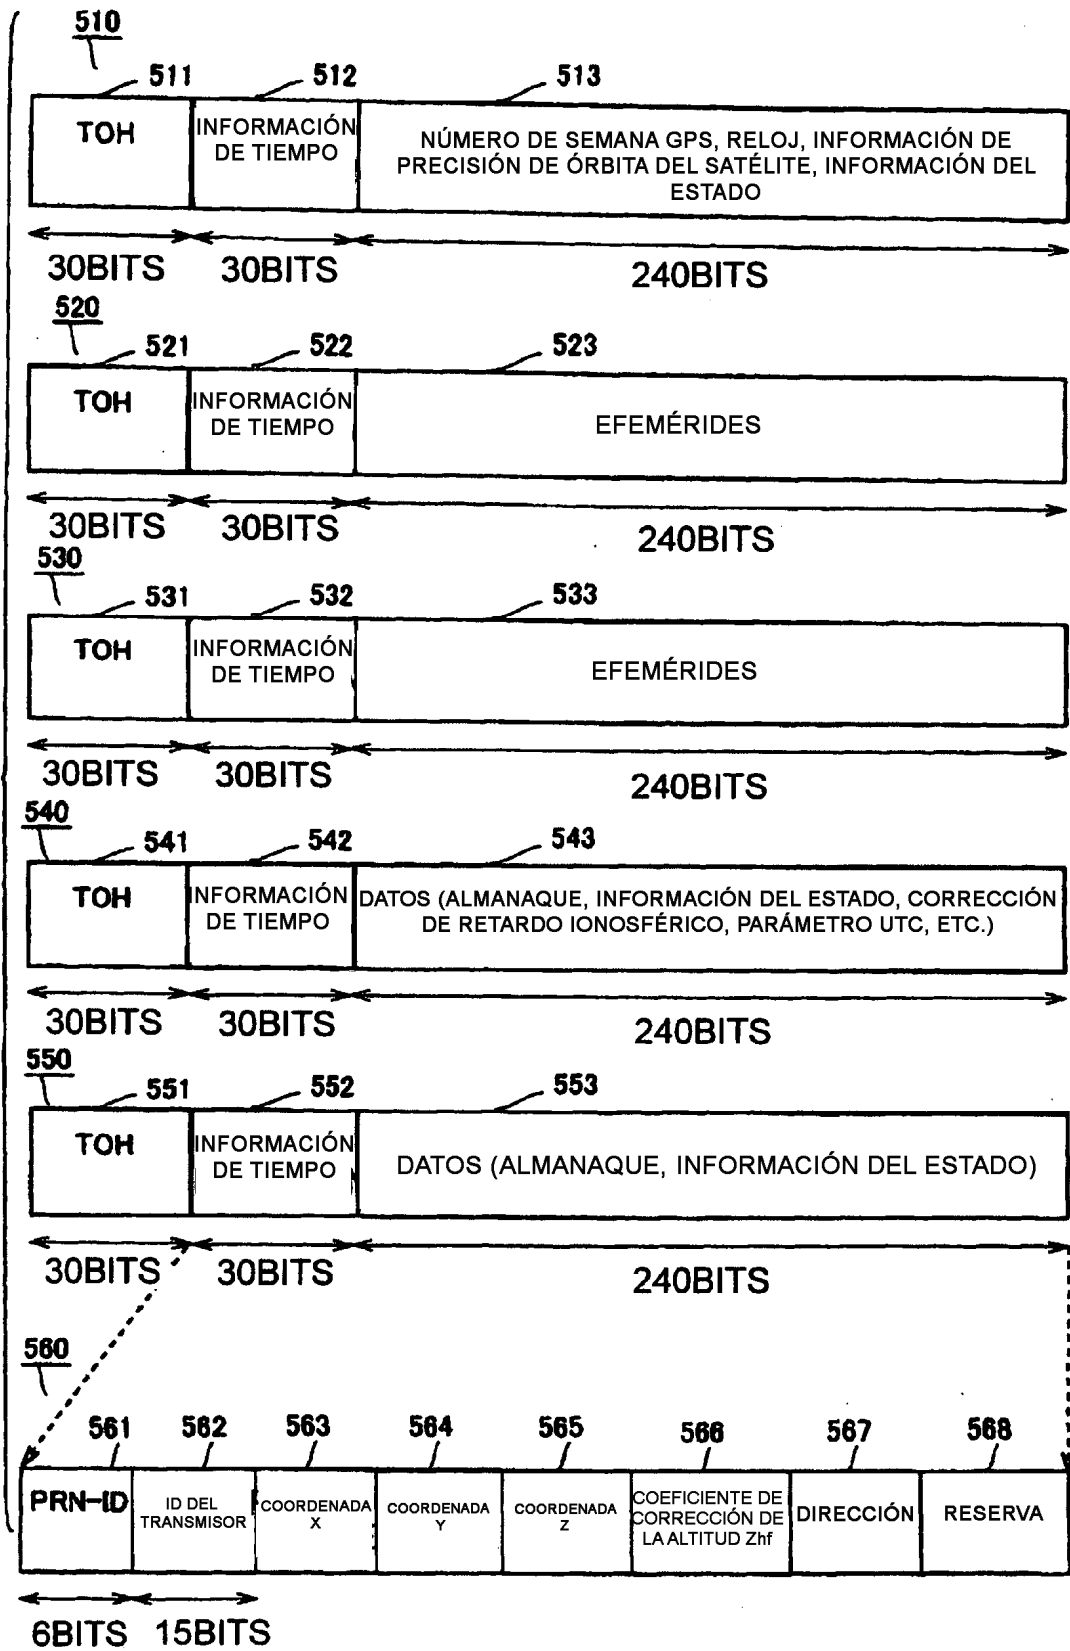 510
511
512
513
TOH
INFORMACIÓN
DE TIEMPO
NÚMERO DE SEMANA GPS, RELOJ, INFORMACIÓN DE
PRECISIÓN DE ÓRBITA DEL SATÉLITE, INFORMACIÓN DEL
ESTADO
30BITS
30BITS
240BITS
520
521
522
523
TOH
INFORMACIÓN
DE TIEMPO
EFEMÉRIDES
30BITS
30BITS
240BITS
530
531
532
533
TOH
INFORMACIÓN
DE TIEMPO
EFEMÉRIDES
30BITS
30BITS
240BITS
540
541
542
543
TOH
INFORMACIÓN
DE TIEMPO
DATOS (ALMANAQUE, INFORMACIÓN DEL ESTADO, CORRECCIÓN
DE RETARDO IONOSFÉRICO, PARÁMETRO UTC, ETC.)
30BITS
30BITS
240BITS
550
551
552
553
TOH
INFORMACIÓN
DE TIEMPO
DATOS (ALMANAQUE, INFORMACIÓN DEL ESTADO)
30BITS
30BITS
240BITS
560
561
562
563
564
565
566
567
568
PRN-ID
ID DEL
TRANSMISOR
COORDENADA
X
COORDENADA
Y
COORDENADA
Z
COEFICIENTE DE
CORRECCIÓN DE
LA ALTITUD Zhf
DIRECCIÓN
RESERVA
6BITS
15BITS